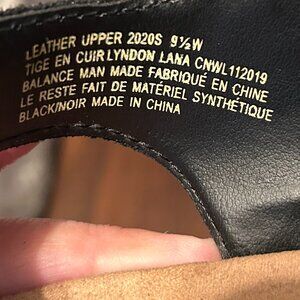 LEATHER UPPER 2020S 9½W
TIGE EN CUIR LYNDON LANA CNWL112019
BALANCE MAN MADE FABRIQUÉ EN CHINE
LE RESTE FAIT DE MATÉRIEL SYNTHÉTIQUE
BLACK/NOIR MADE IN CHINA